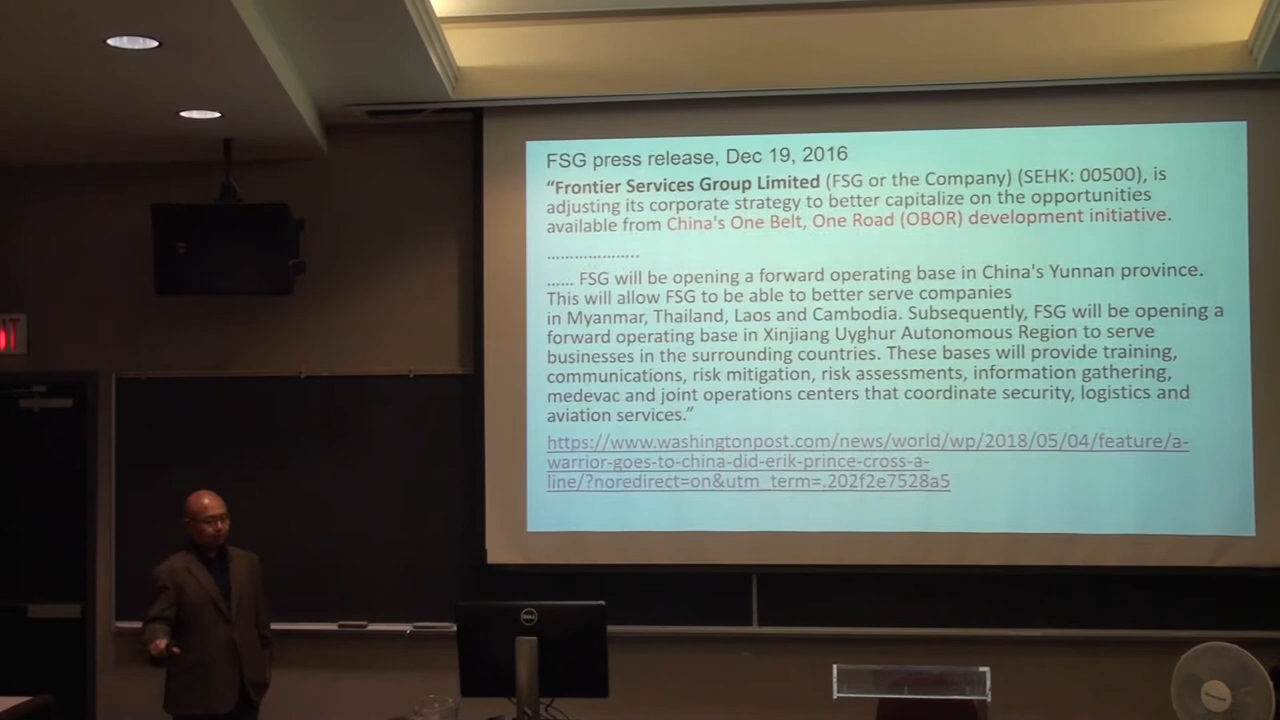 FSG press release, Dec 19, 2016
“Frontier Services Group Limited (FSG or the Company) (SEHK: 00500), is
adjusting its corporate strategy to better capitalize on the opportunities
available from China's One Belt, One Road (OBOR) development initiative.
.....................
...... FSG will be opening a forward operating base in China's Yunnan province.
This will allow FSG to be able to better serve companies
in Myanmar, Thailand, Laos and Cambodia. Subsequently, FSG will be opening a
forward operating base in Xinjiang Uyghur Autonomous Region to serve
businesses in the surrounding countries. These bases will provide training,
communications, risk mitigation, risk assessments, information gathering,
medevac and joint operations centers that coordinate security, logistics and
aviation services.”
https://www.washingtonpost.com/news/world/wp/2018/05/04/feature/a-
warrior-goes-to-china-did-erik-prince-cross-a-
line/?noredirect=on&utm_term=.202f2e7528a5
IT
DELL